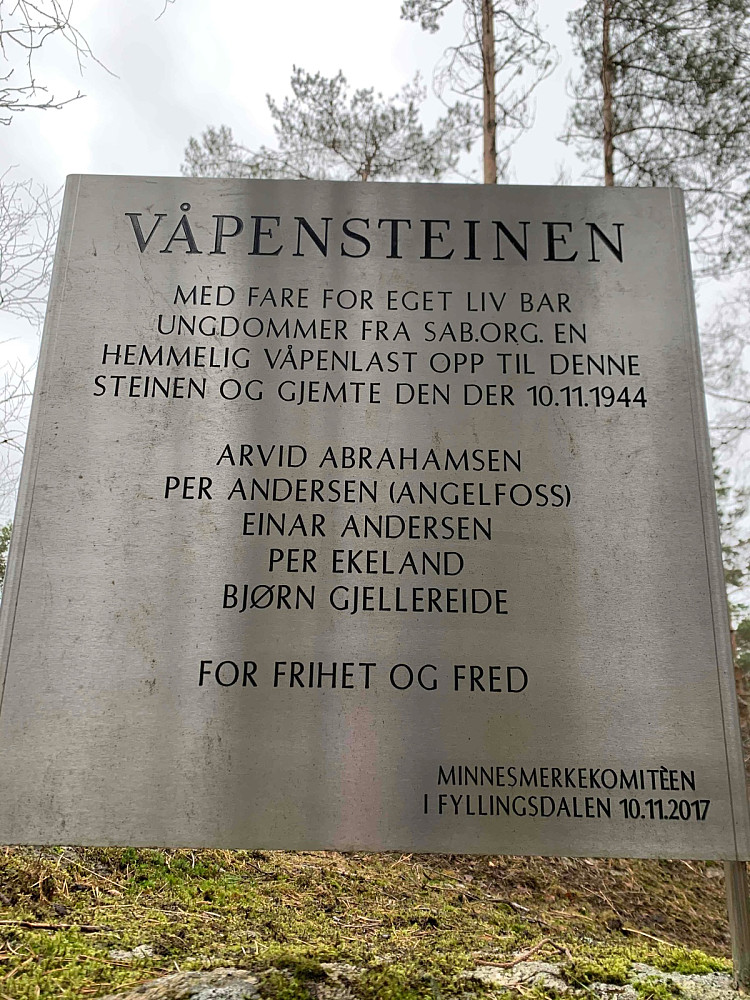 VÅPENSTEINEN
MED FARE FOR EGET LIV BAR
UNGDOMMER FRA SAB.ORG. EN
HEMMELIG VÅPENLAST OPP TIL DENNE
STEINEN OG GJEMTE DEN DER 10.11.1944
ARVID ABRAHAMSEN
PER ANDERSEN (ANGELFOSS)
EINAR ANDERSEN
PER EKELAND
BJØRN GJELLEREIDE
FOR FRIHET OG FRED
MINNESMERKEKOMITÈEN
I FYLLINGSDALEN 10.11.2017